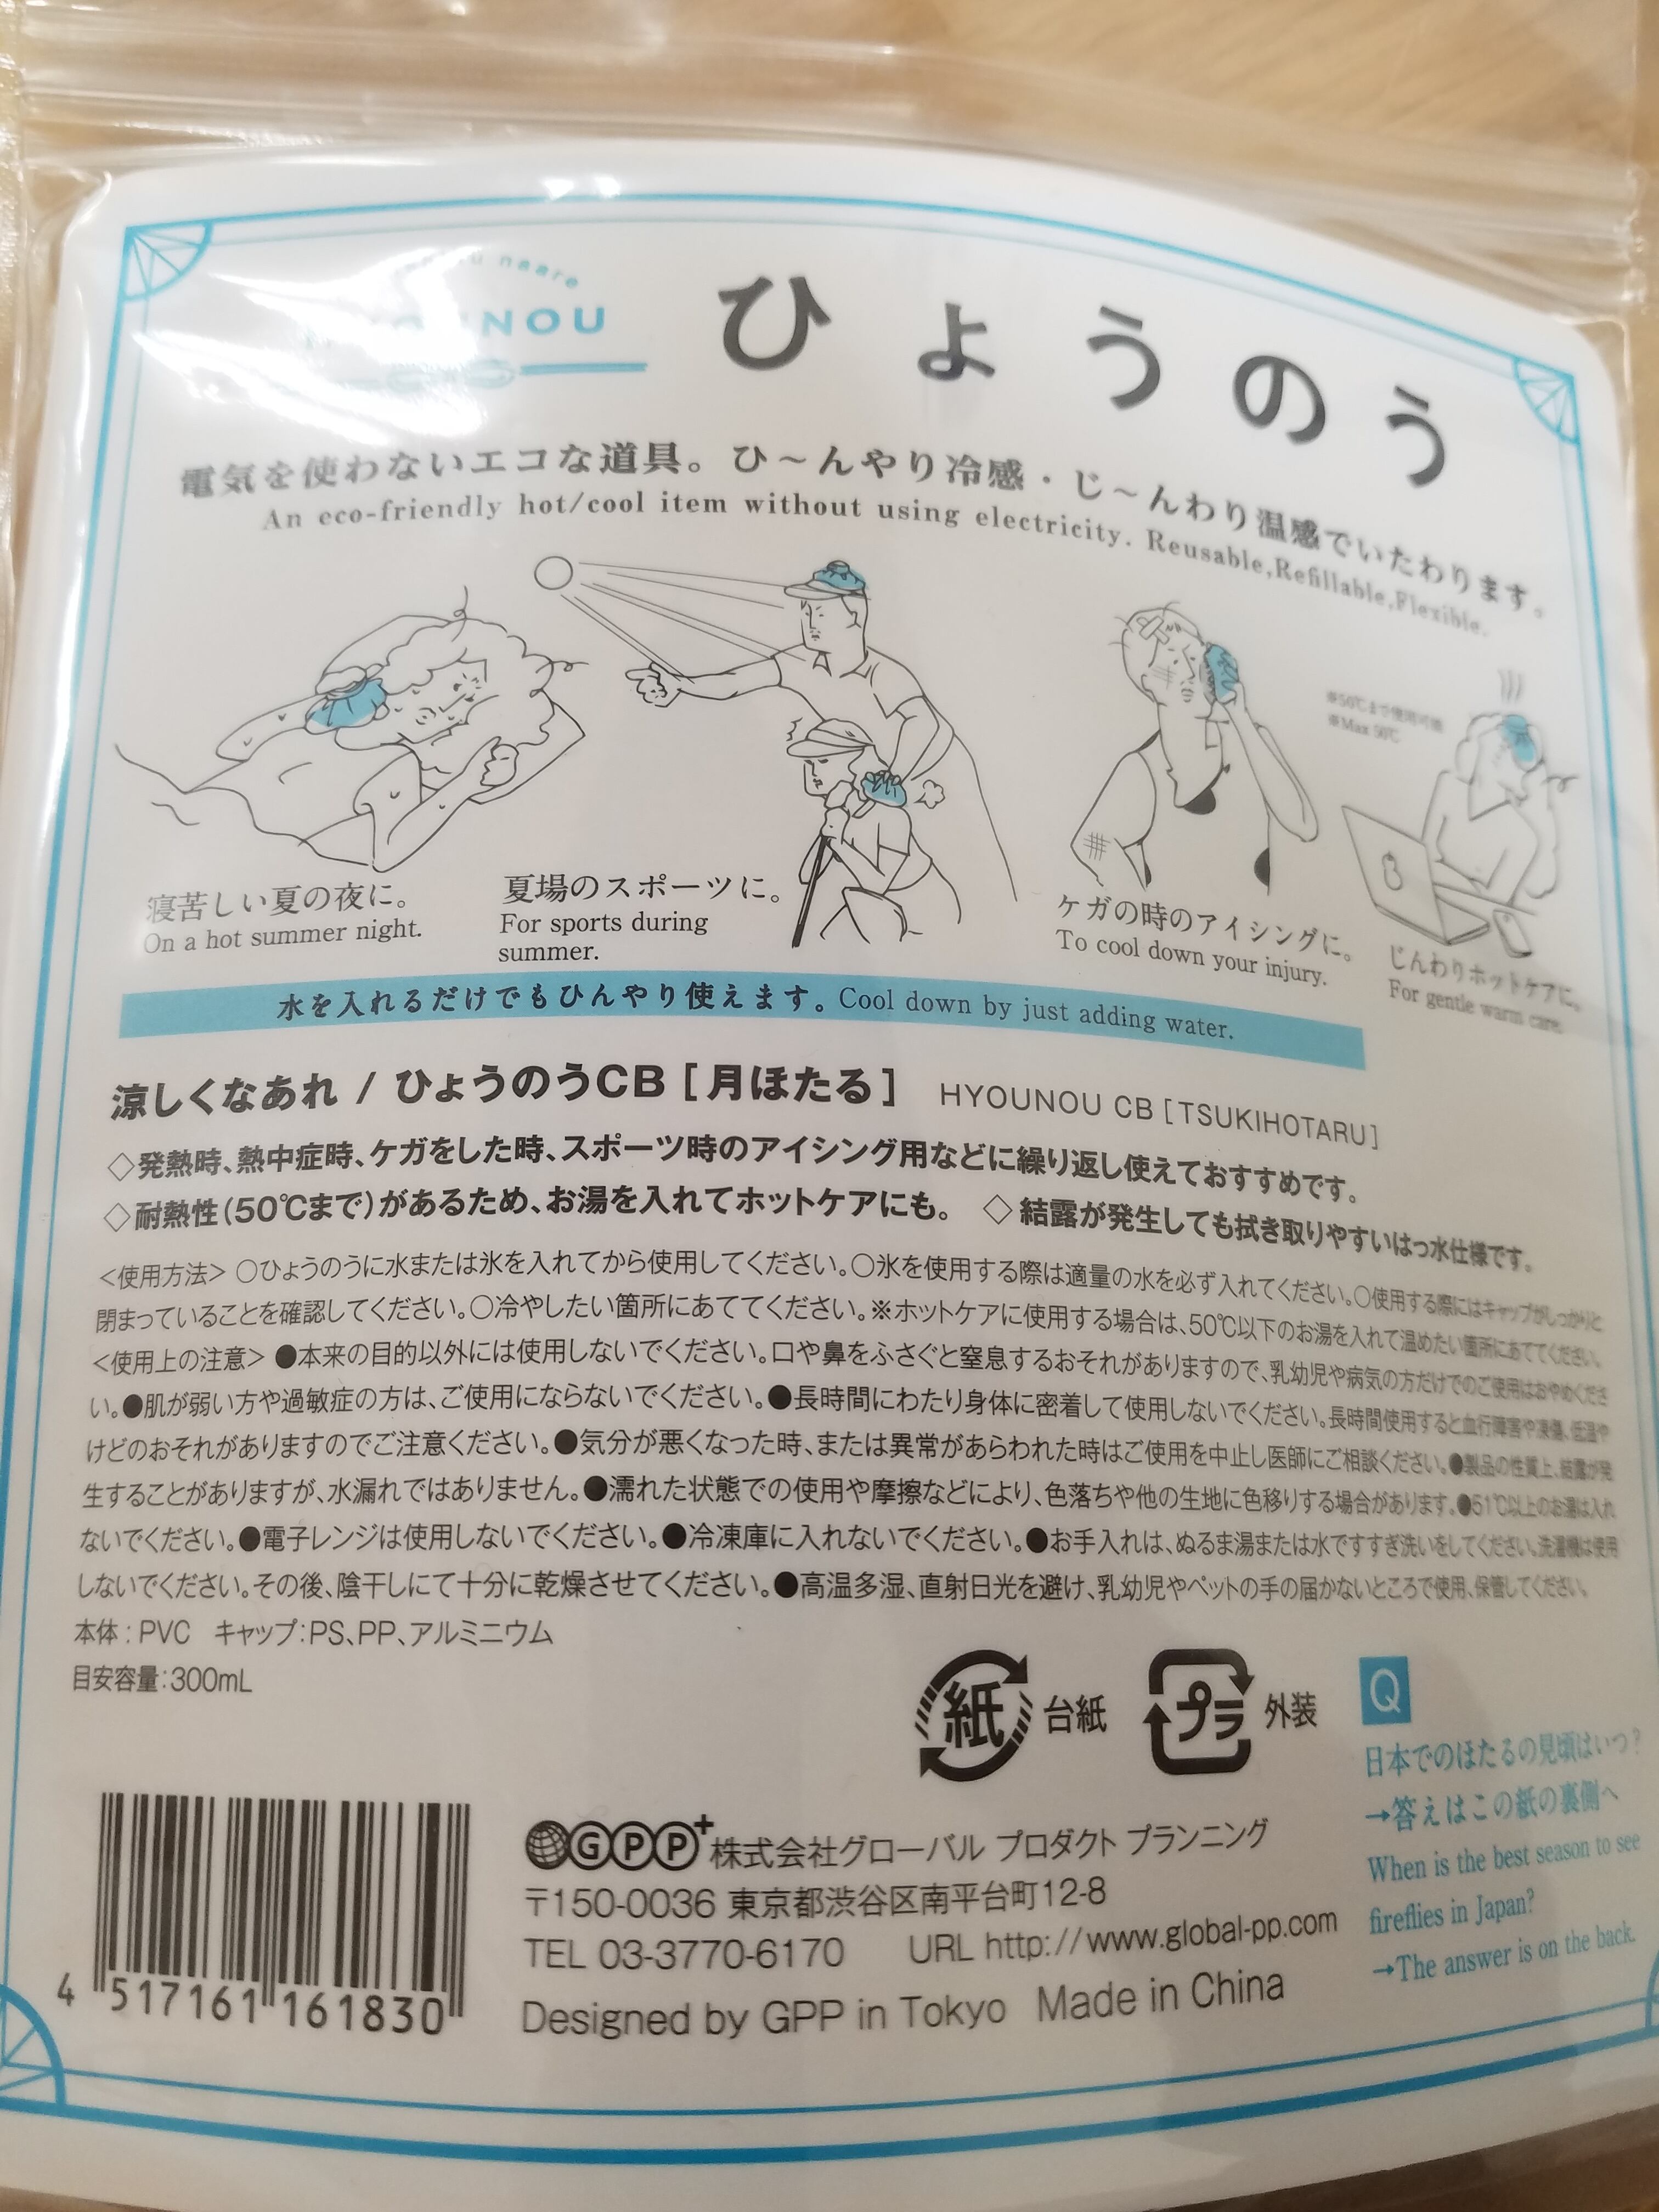 naare
NOU
ひょうのう
電気を使わないエコな道具。ひ～んやり冷感・じ～んわり温感でいたわります。
An eco-friendly hot/cool item without using electricity. Reusable,Refillable,Flexible.
※50℃まで使用可能
※Max 50℃
寝苦しい夏の夜に。
On a hot summer night.
夏場のスポーツに。
For sports during
summer.
ケガの時のアイシングに。
To cool down your injury.
じんわりホットケアに。
For gentle warm care.
水を入れるだけでもひんやり使えます。Cool down by just adding water.
涼しくなあれ / ひょうのうCB [月ほたる] HYOUNOU CB [TSUKIHOTARU]
◇発熱時、熱中症時、ケガをした時、スポーツ時のアイシング用などに繰り返し使えておすすめです。
◇耐熱性(50℃まで)があるため、お湯を入れてホットケアにも。 ◇結露が発生しても拭き取りやすいはっ水仕様です。
<使用方法> ○ひょうのうに水または氷を入れてから使用してください。○氷を使用する際は適量の水を必ず入れてください。○使用する際にはキャップがしっかりと
閉まっていることを確認してください。○冷やしたい箇所にあててください。※ホットケアに使用する場合は、50℃以下のお湯を入れて温めたい箇所にあててください。
<使用上の注意> ●本来の目的以外には使用しないでください。口や鼻をふさぐと窒息するおそれがありますので、乳幼児や病気の方だけでのご使用はおやめくださ
い。●肌が弱い方や過敏症の方は、ご使用にならないでください。●長時間にわたり身体に密着して使用しないでください。長時間使用すると血行障害や凍傷、低温や
けどのおそれがありますのでご注意ください。●気分が悪くなった時、または異常があらわれた時はご使用を中止し医師にご相談ください。●製品の性質上、結露が発
生することがありますが、水漏れではありません。●濡れた状態での使用や摩擦などにより、色落ちや他の生地に色移りする場合があります。●51℃以上のお湯は入れ
ないでください。●電子レンジは使用しないでください。●冷凍庫に入れないでください。●お手入れは、ぬるま湯または水ですすぎ洗いをしてください。洗濯機は使用
しないでください。その後、陰干しにて十分に乾燥させてください。●高温多湿、直射日光を避け、乳幼児やペットの手の届かないところで使用、保管してください。
本体 : PVC キャップ:PS、PP、アルミニウム
目安容量:300mL
紙 台紙 プラ 外装
Q
日本でのほたるの見頃はいつ?
→答えはこの紙の裏側へ
When is the best season to see
fireflies in Japan?
→The answer is on the back.
GPP+ 株式会社グローバル プロダクト プランニング
〒150-0036 東京都渋谷区南平台町12-8
TEL 03-3770-6170 URL http://www.global-pp.com
Designed by GPP in Tokyo Made in China
4 517161 161830